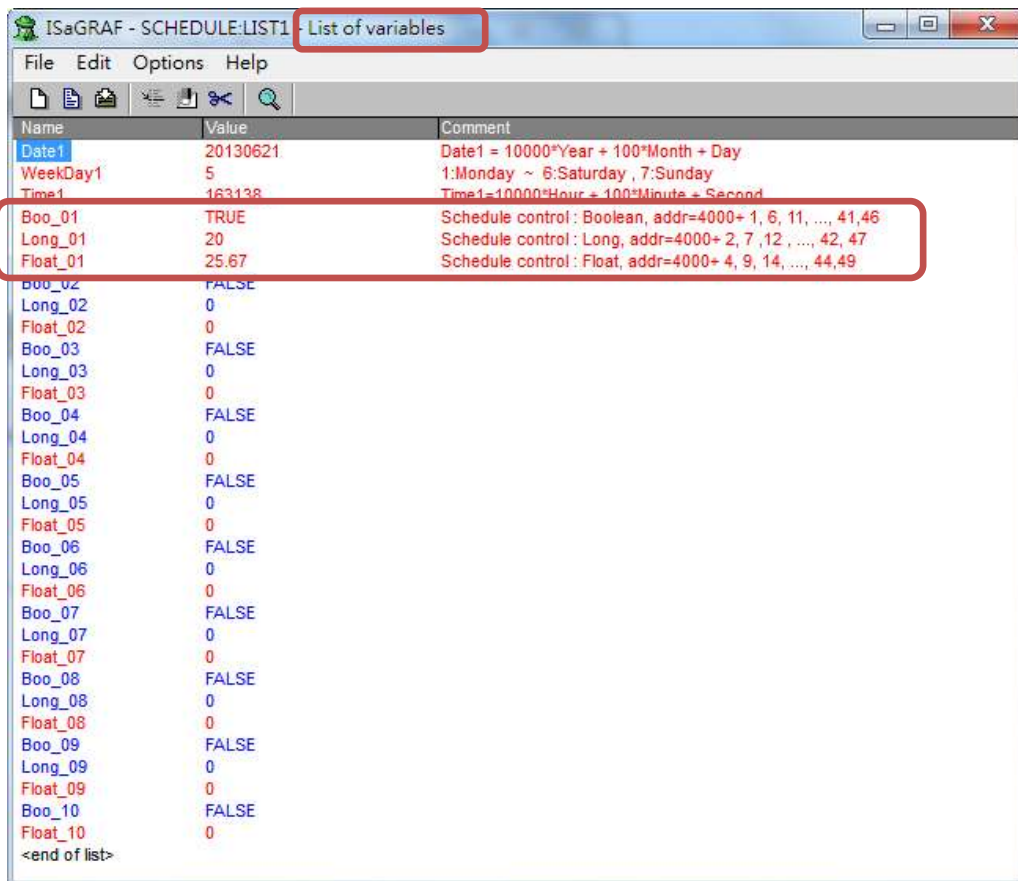 ISaGRAF - SCHEDULE:LIST1 - List of variables
File Edit Options Help
Name Value Comment
Date1 20130621 Date1 = 10000*Year + 100*Month + Day
WeekDay1 5 1:Monday ~ 6:Saturday , 7:Sunday
Time1 163138 Time1=10000*Hour + 100*Minute + Second
Boo_01 TRUE Schedule control : Boolean, addr=4000+ 1, 6, 11, ..., 41,46
Long_01 20 Schedule control : Long, addr=4000+ 2, 7 ,12 , ..., 42, 47
Float_01 25.67 Schedule control : Float, addr=4000+ 4, 9, 14, ..., 44,49
Boo_02 FALSE
Long_02 0
Float_02 0
Boo_03 FALSE
Long_03 0
Float_03 0
Boo_04 FALSE
Long_04 0
Float_04 0
Boo_05 FALSE
Long_05 0
Float_05 0
Boo_06 FALSE
Long_06 0
Float_06 0
Boo_07 FALSE
Long_07 0
Float_07 0
Boo_08 FALSE
Long_08 0
Float_08 0
Boo_09 FALSE
Long_09 0
Float_09 0
Boo_10 FALSE
Float_10 0
<end of list>